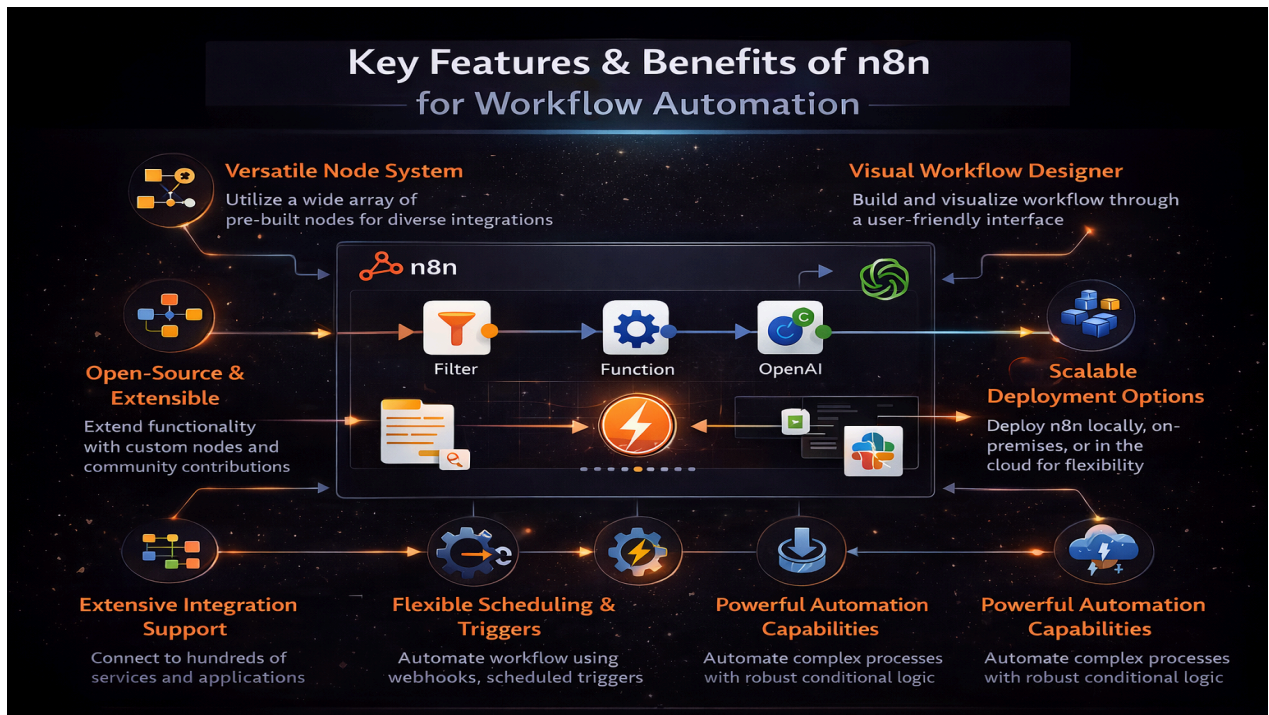 Key Features & Benefits of n8n
for Workflow Automation
Versatile Node System
Utilize a wide array of
pre-built nodes for diverse integrations
Visual Workflow Designer
Build and visualize workflow through
a user-friendly interface
n8n
Filter
Function
OpenAI
C
C
Open-Source &
Extensible
Extend functionality
with custom nodes and
community contributions
Scalable
Deployment Options
Deploy n8n locally, on-
premises, or in the
cloud for flexibility
Extensive Integration
Support
Connect to hundreds of
services and applications
Flexible Scheduling &
Triggers
Automate workflow using
webhooks, scheduled triggers
Powerful Automation
Capabilities
Automate complex processes
with robust conditional logic
Powerful Automation
Capabilities
Automate complex processes
with robust conditional logic